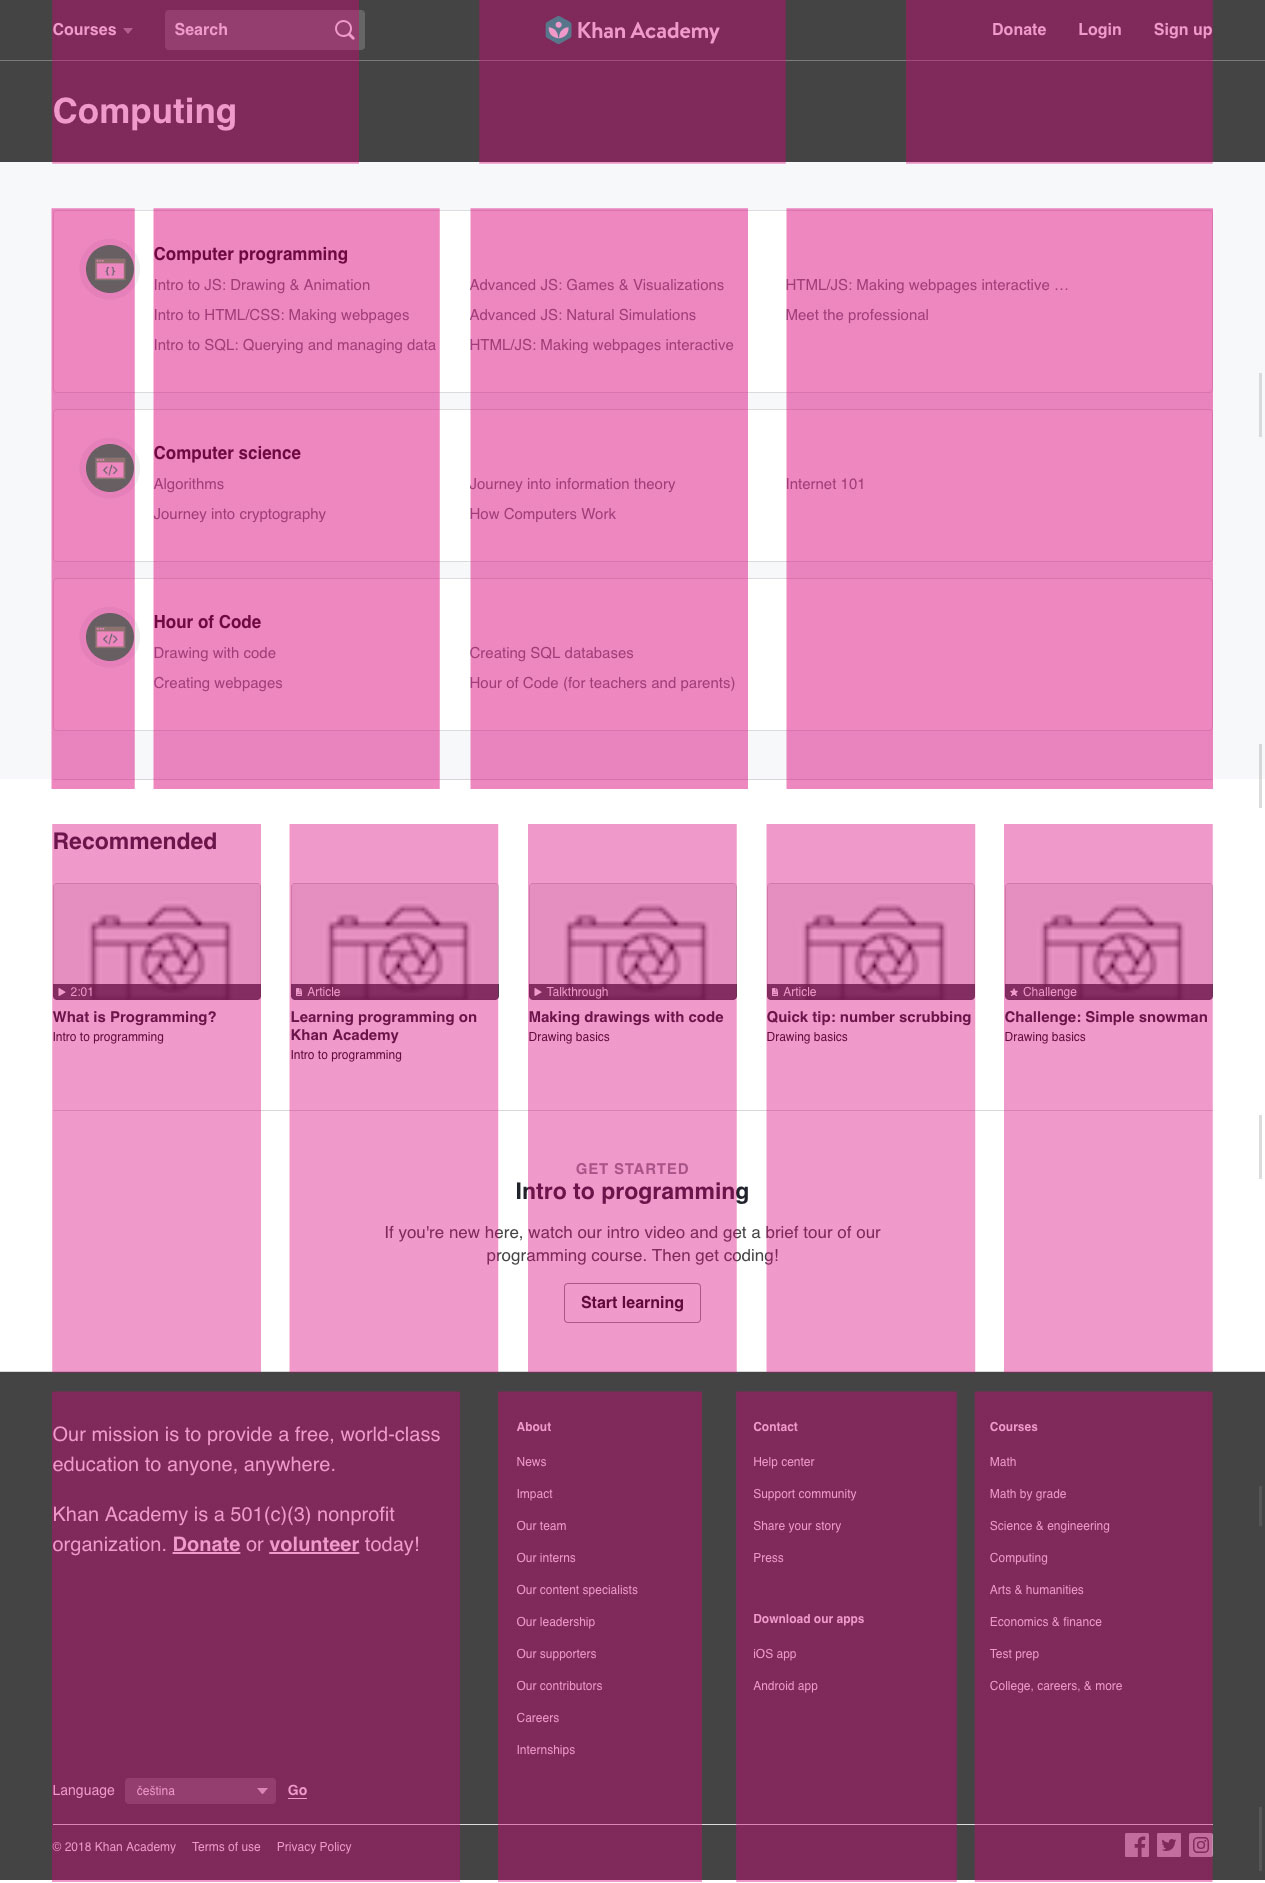 Courses
Search
Khan Academy
Donate
Login
Sign up
Computing
Computer programming
Intro to JS: Drawing & Animation
Advanced JS: Games & Visualizations
HTML/JS: Making webpages interactive …
Intro to HTML/CSS: Making webpages
Advanced JS: Natural Simulations
Meet the professional
Intro to SQL: Querying and managing data
HTML/JS: Making webpages interactive
Computer science
Algorithms
Journey into information theory
Internet 101
Journey into cryptography
How Computers Work
Hour of Code
Drawing with code
Creating SQL databases
Creating webpages
Hour of Code (for teachers and parents)
Recommended
2:01
What is Programming?
Intro to programming
Article
Learning programming on
Khan Academy
Intro to programming
Talkthrough
Making drawings with code
Drawing basics
Article
Quick tip: number scrubbing
Drawing basics
Challenge
Challenge: Simple snowman
Drawing basics
GET STARTED
Intro to programming
If you're new here, watch our intro video and get a brief tour of our
programming course. Then get coding!
Start learning
Our mission is to provide a free, world-class
education to anyone, anywhere.
Khan Academy is a 501(c)(3) nonprofit
organization. Donate or volunteer today!
About
News
Impact
Our team
Our interns
Our content specialists
Our leadership
Our supporters
Our contributors
Careers
Internships
Contact
Help center
Support community
Share your story
Press
Download our apps
iOS app
Android app
Courses
Math
Math by grade
Science & engineering
Computing
Arts & humanities
Economics & finance
Test prep
College, careers, & more
Language
čeština
Go
© 2018 Khan Academy
Terms of use
Privacy Policy